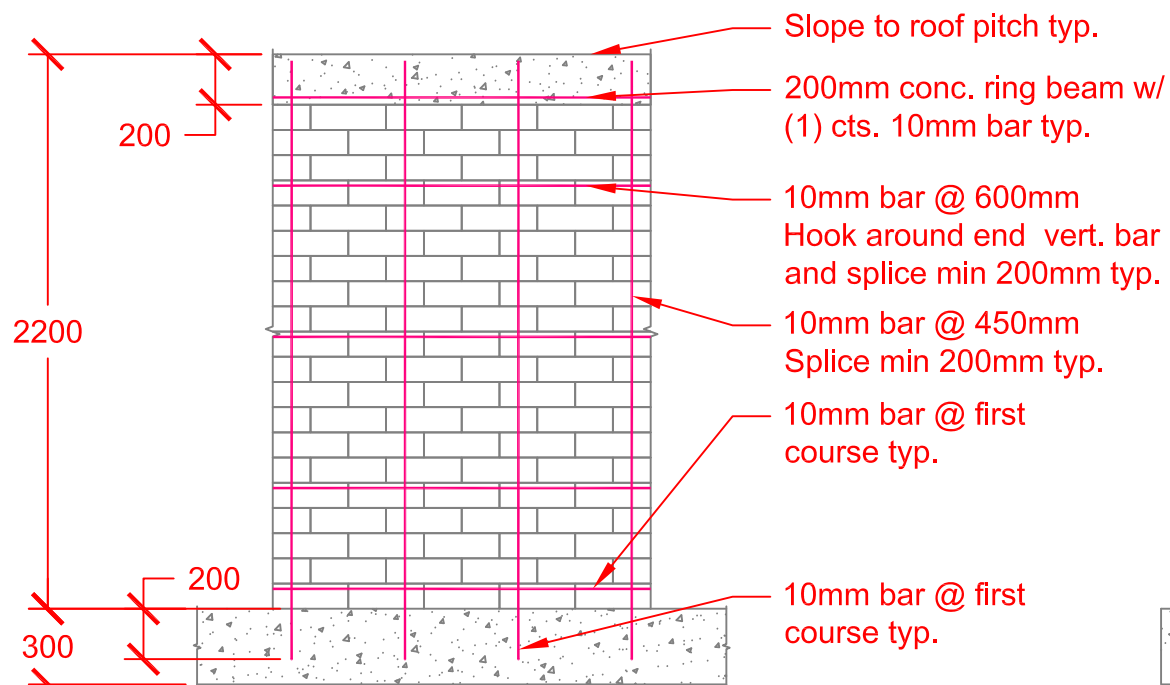 Slope to roof pitch typ.
200mm conc. ring beam w/
(1) cts. 10mm bar typ.
200
10mm bar @ 600mm
Hook around end vert. bar
and splice min 200mm typ.
2200
10mm bar @ 450mm
Splice min 200mm typ.
10mm bar @ first
course typ.
200
10mm bar @ first
course typ.
300